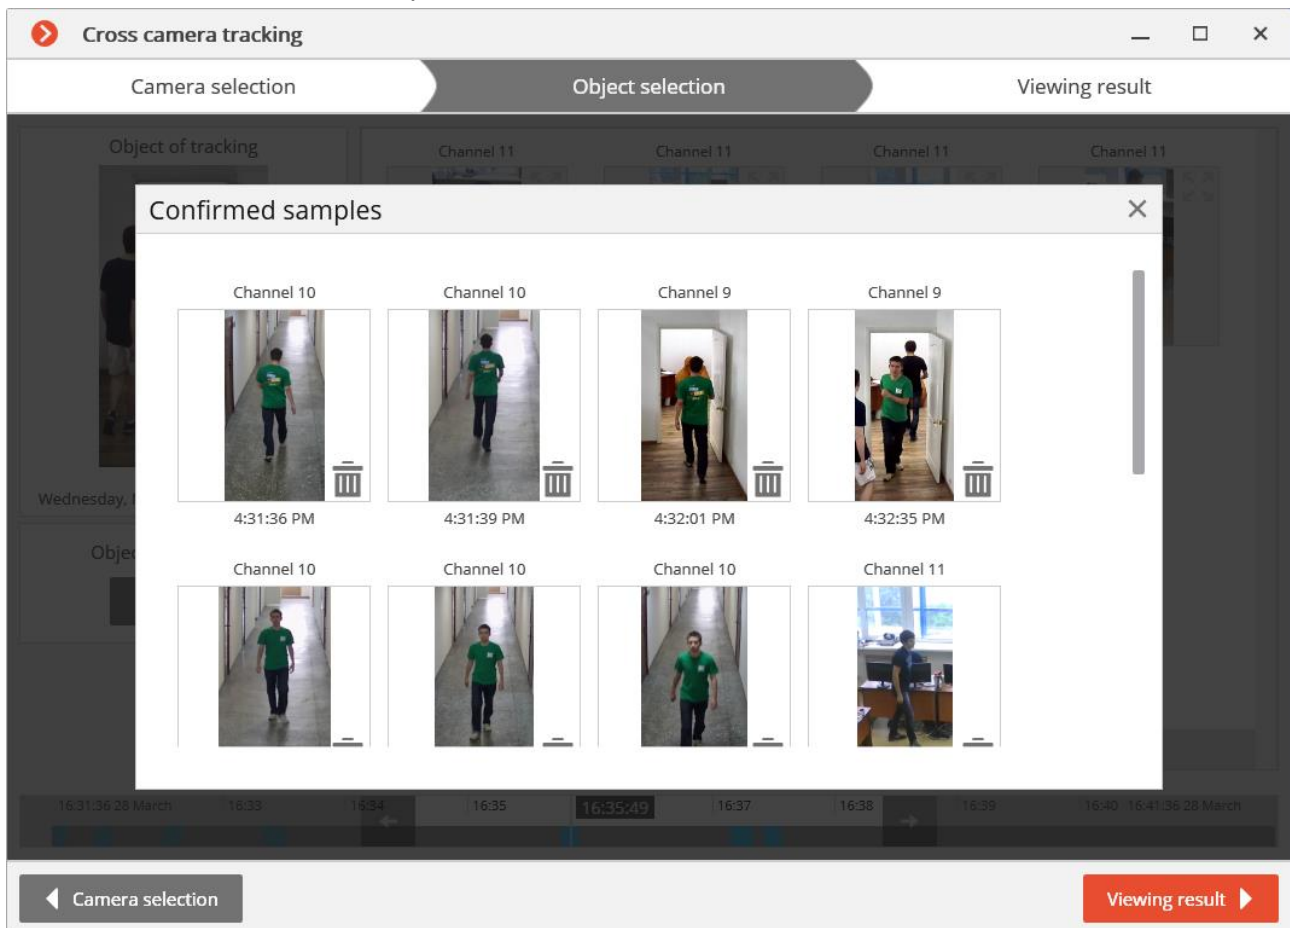 Cross camera tracking
Camera selection
Object selection
Viewing result
Object of tracking
Channel 11
Channel 11
Channel 11
Channel 11
Confirmed samples
Channel 10
Channel 10
Channel 9
Channel 9
4:31:36 PM
4:31:39 PM
4:32:01 PM
4:32:35 PM
Wednesday,
Channel 10
Channel 10
Channel 10
Channel 11
16:31:36 28 March
16:33
16:34
16:35
16:35:49
16:37
16:38
16:39
16:40
16:41:36 28 March
Camera selection
Viewing result